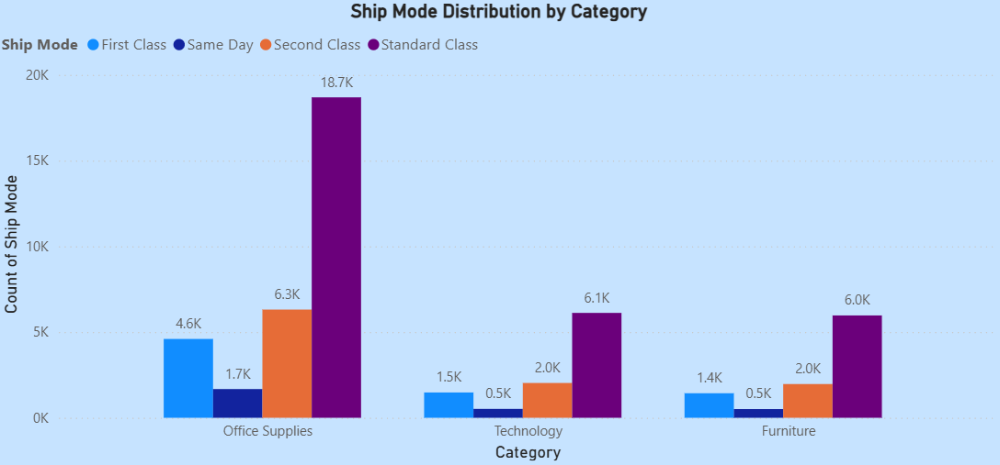 Ship Mode Distribution by Category
Ship Mode First Class Same Day Second Class Standard Class
20K
15K
10K
5K
0K
Count of Ship Mode
4.6K
1.7K
6.3K
18.7K
1.5K
0.5K
2.0K
6.1K
1.4K
0.5K
2.0K
6.0K
Office Supplies
Technology
Furniture
Category